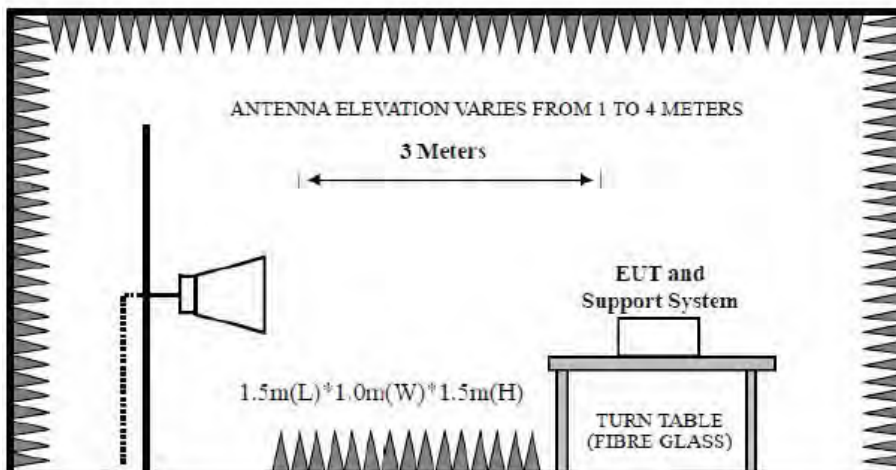 ANTENNA ELEVATION VARIES FROM 1 TO 4 METERS
3 Meters
EUT and
Support System
1.5m(L)*1.0m(W)*1.5m(H)
TURN TABLE
(FIBRE GLASS)